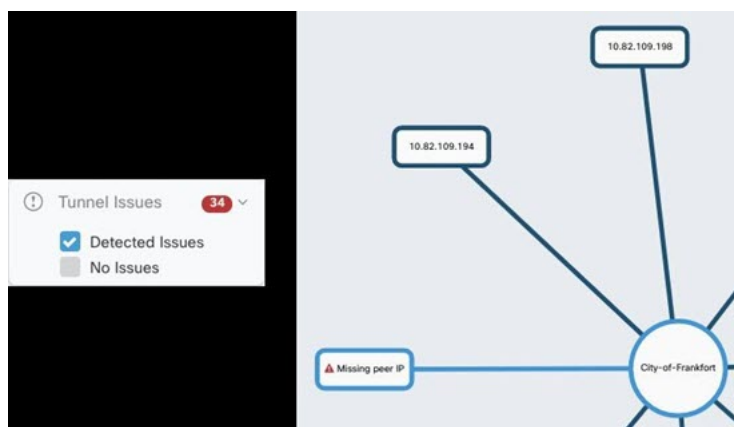 10.82.109.198
10.82.109.194
Tunnel Issues 34
Detected Issues
No Issues
Missing peer IP
City-of-Frankfort